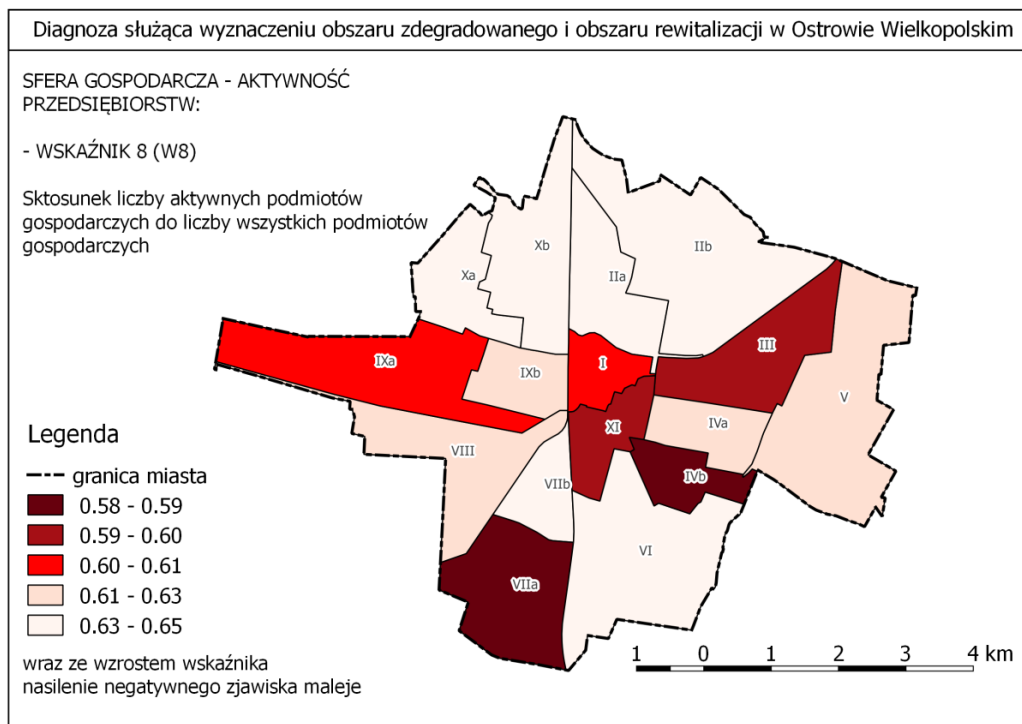 Diagnoza służąca wyznaczeniu obszaru zdegradowanego i obszaru rewitalizacji w Ostrowie Wielkopolskim
SFERA GOSPODARCZA - AKTYWNOŚĆ
PRZEDSIĘBIORSTW:
- WSKAŹNIK 8 (W8)
Sktosunek liczby aktywnych podmiotów
gospodarczych do liczby wszystkich podmiotów
gospodarczych
Xb
IIb
Xa
IIa
III
IXa
IXb
I
V
XI
IVa
VIII
IVb
VIIb
VI
VIIa
Legenda
granica miasta
0.58 - 0.59
0.59 - 0.60
0.60 - 0.61
0.61 - 0.63
0.63 - 0.65
wraz ze wzrostem wskaźnika
nasilenie negatywnego zjawiska maleje
1 0 1 2 3 4 km